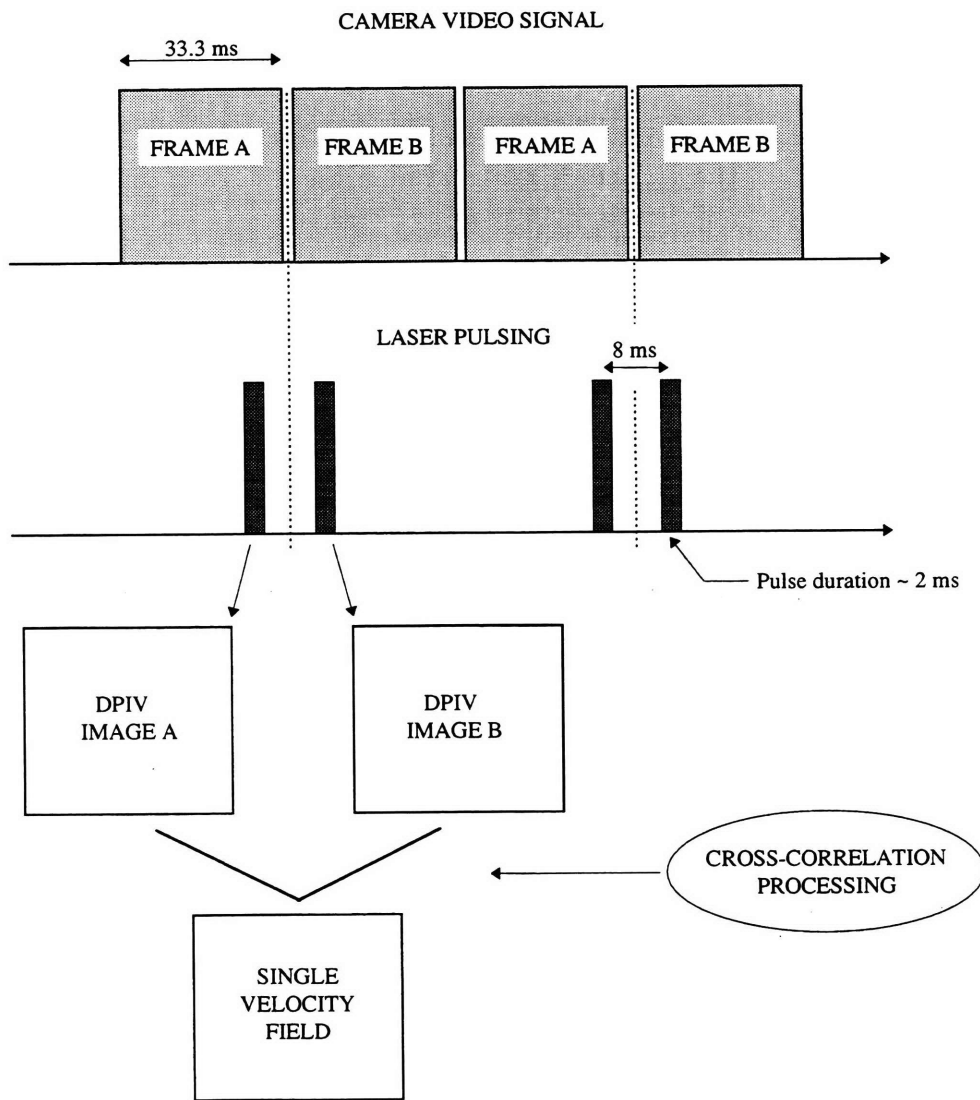 CAMERA VIDEO SIGNAL
33.3 ms
FRAME A
FRAME B
FRAME A
FRAME B
LASER PULSING
8 ms
Pulse duration ~ 2 ms
DPIV
IMAGE A
DPIV
IMAGE B
CROSS-CORRELATION
PROCESSING
SINGLE
VELOCITY
FIELD